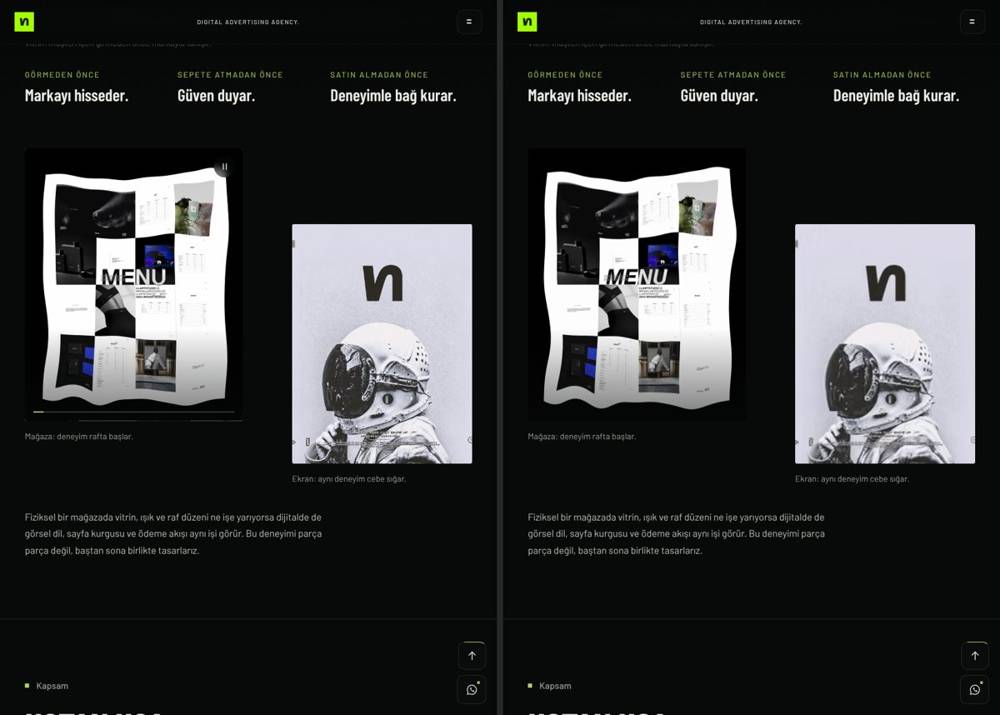 DIGITAL ADVERTISING AGENCY.
GÖRMEDEN ÖNCE
SEPETE ATMADAN ÖNCE
SATIN ALMADAN ÖNCE
Markayı hisseder.
Güven duyar.
Deneyimle bağ kurar.
MENU
Mağaza: deneyim rafta başlar.
Ekran: aynı deneyim cebe sığar.
Fiziksel bir mağazada vitrin, ışık ve raf düzeni ne işe yarıyorsa dijitalde de
görsel dil, sayfa kurgusu ve ödeme akışı aynı işi görür. Bu deneyimi parça
parça değil, baştan sona birlikte tasarlarız.
Kapsam
DIGITAL ADVERTISING AGENCY.
GÖRMEDEN ÖNCE
SEPETE ATMADAN ÖNCE
SATIN ALMADAN ÖNCE
Markayı hisseder.
Güven duyar.
Deneyimle bağ kurar.
MENU
Mağaza: deneyim rafta başlar.
Ekran: aynı deneyim cebe sığar.
Fiziksel bir mağazada vitrin, ışık ve raf düzeni ne işe yarıyorsa dijitalde de
görsel dil, sayfa kurgusu ve ödeme akışı aynı işi görür. Bu deneyimi parça
parça değil, baştan sona birlikte tasarlarız.
Kapsam